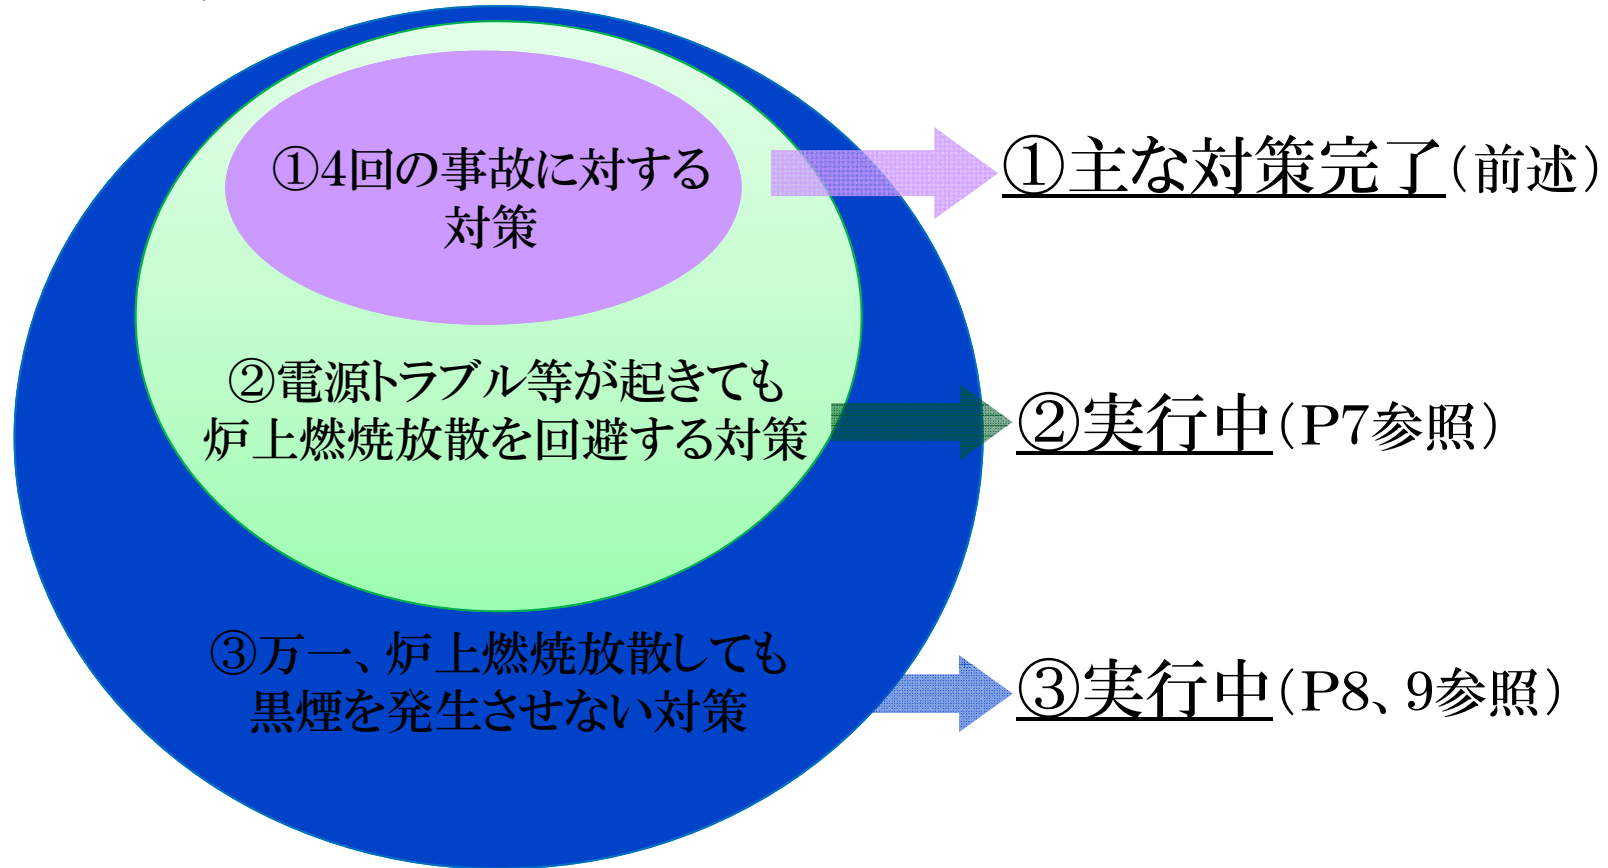 ①4回の事故に対する
対策
①主な対策完了(前述)
②電源トラブル等が起きても
炉上燃焼放散を回避する対策
②実行中(P7参照)
③万一、炉上燃焼放散しても
黒煙を発生させない対策
③実行中(P8、9参照)